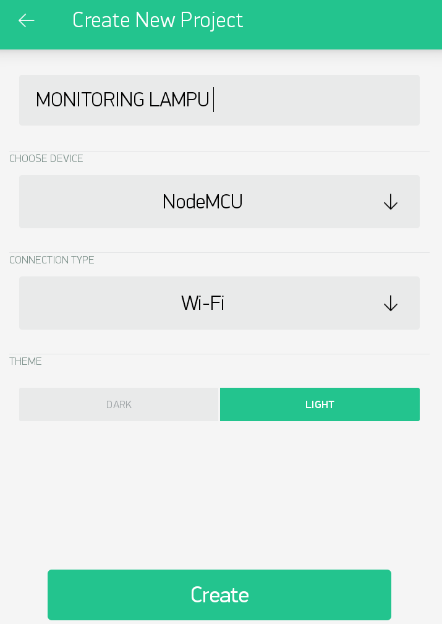 Create New Project
MONITORING LAMPU
CHOOSE DEVICE
NodeMCU
CONNECTION TYPE
Wi-Fi
THEME
DARK
LIGHT
Create